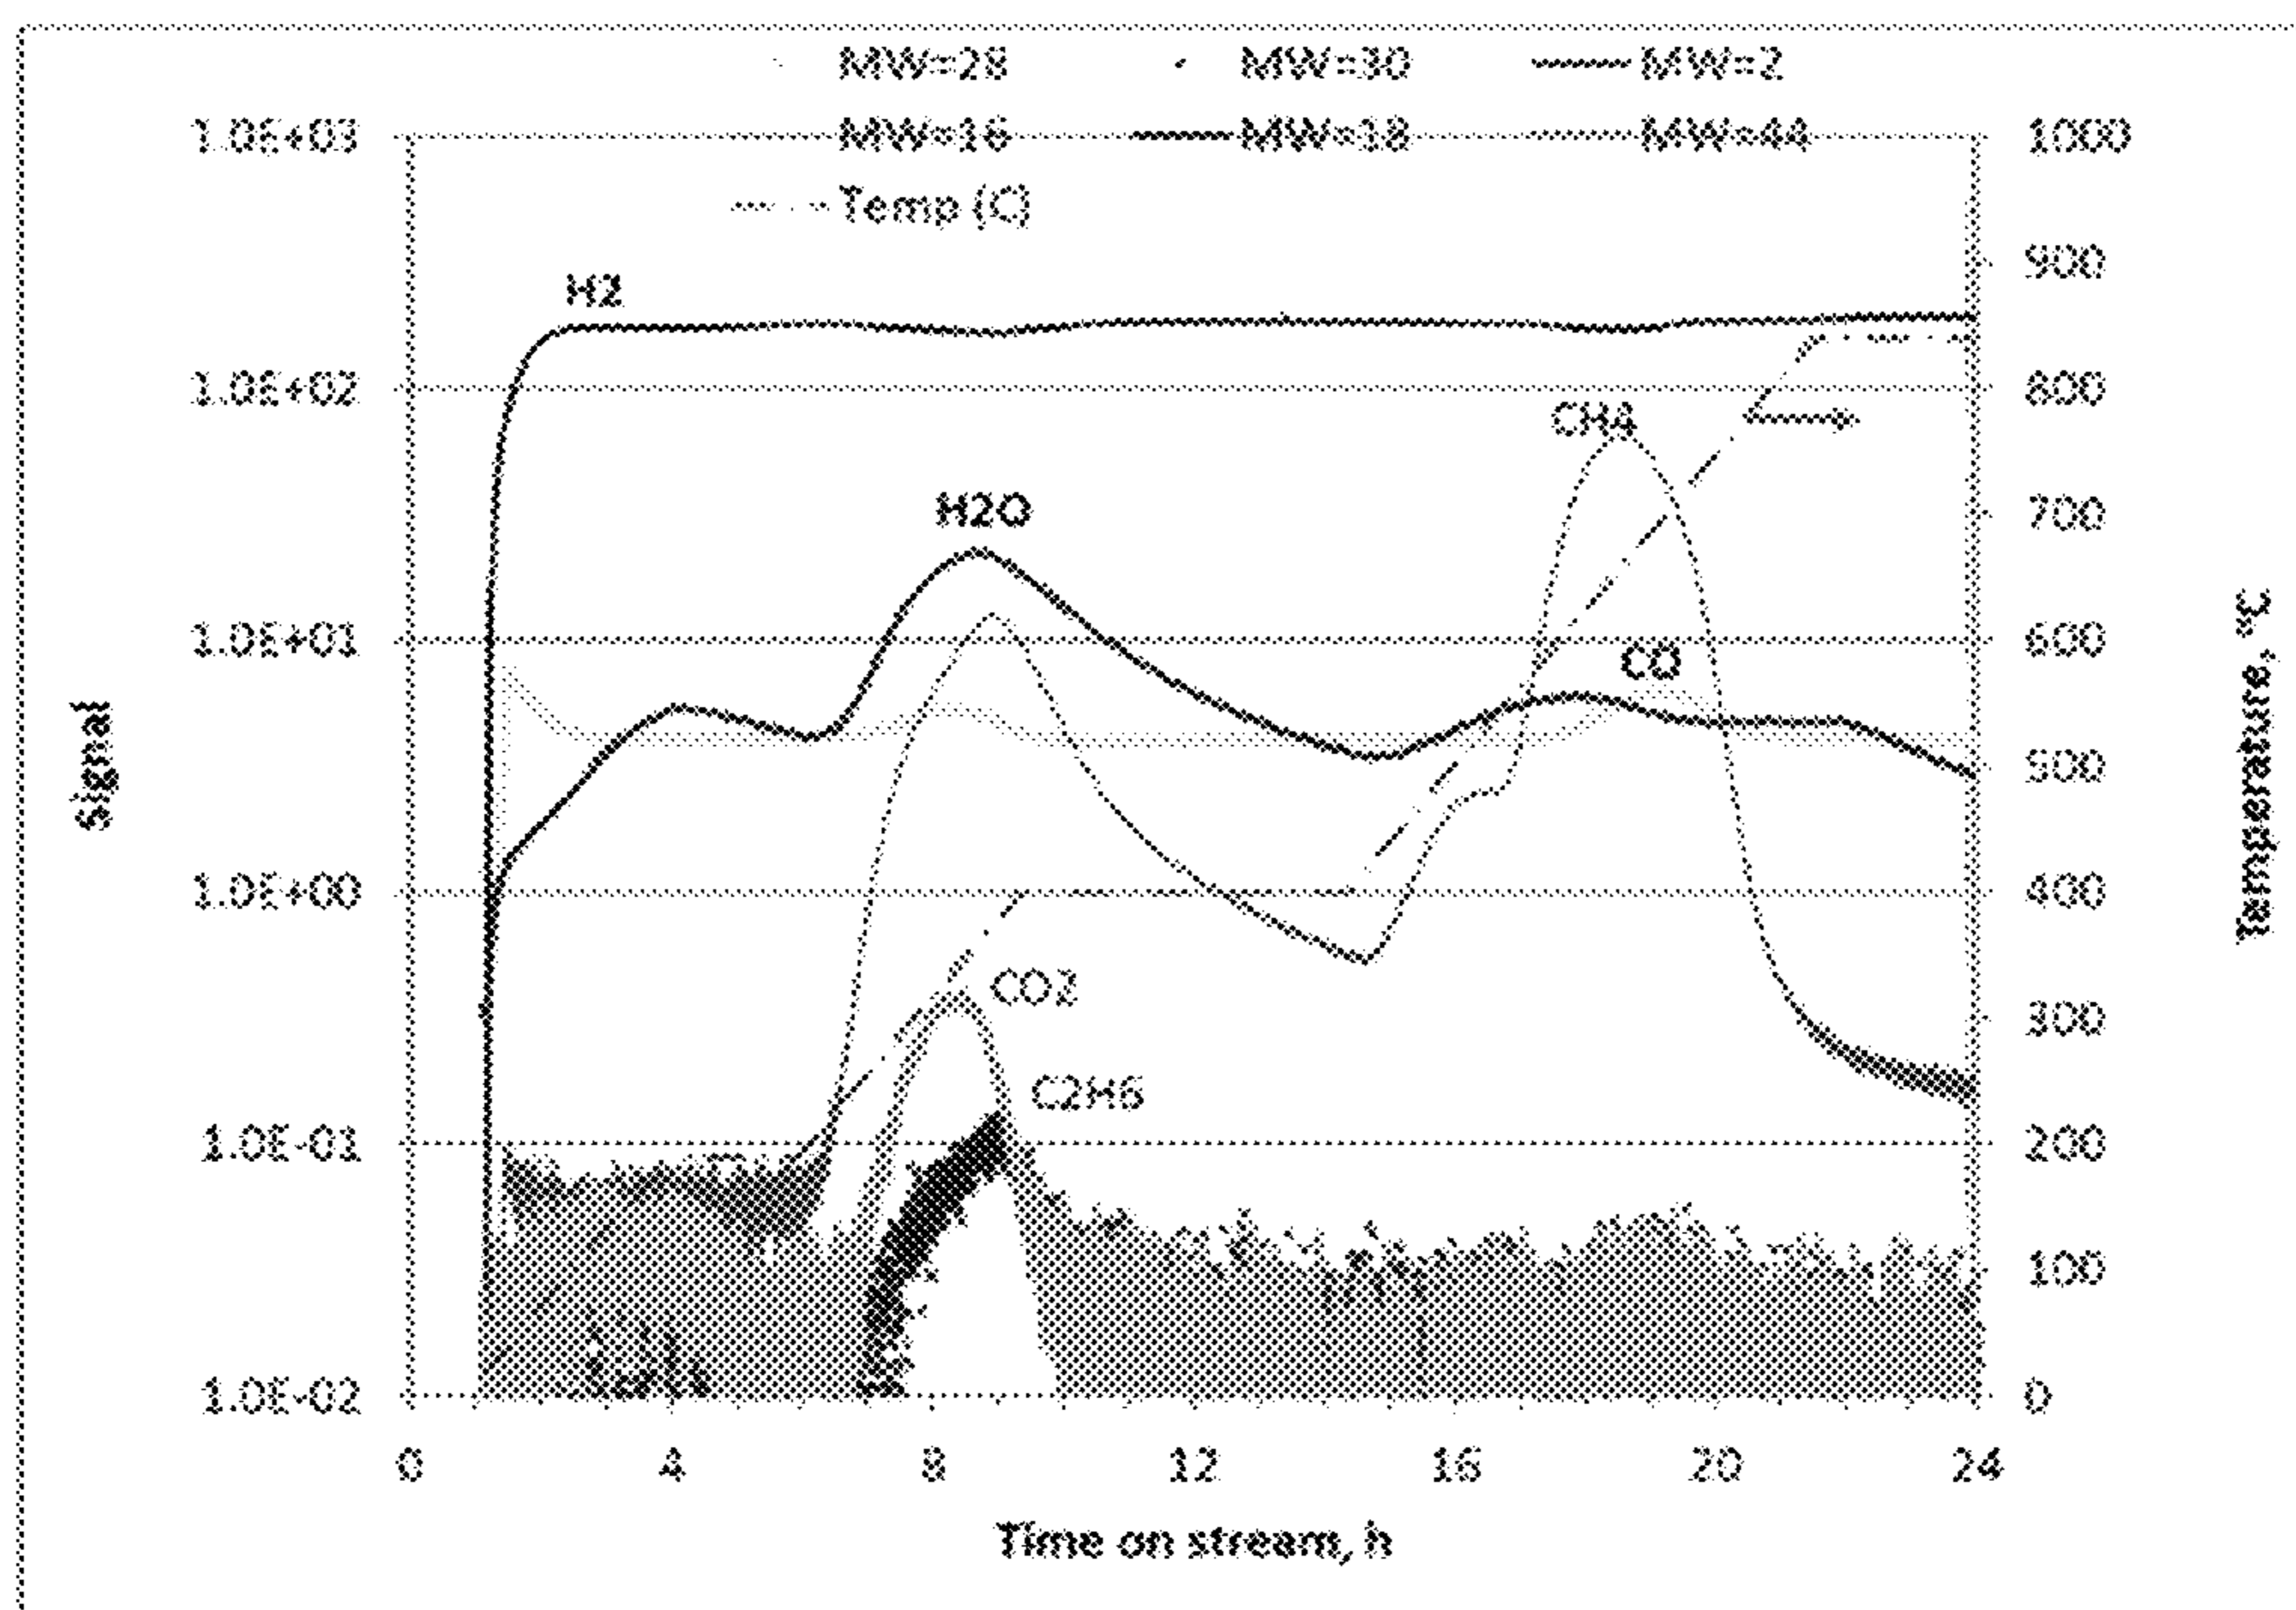 MW=28 MW=30 MW=2
1.0E+03 MW=16 MW=18 MW=44 1000
Temp (C)
900
H2
1.0E+02 800
CH4
700
H2O
1.0E+01 600
CO
Signal
500
Temperature, °C
1.0E+00 400
CO2
300
C2H6
1.0E-01 200
100
1.0E-02 0
0 4 8 12 16 20 24
Time on stream, h